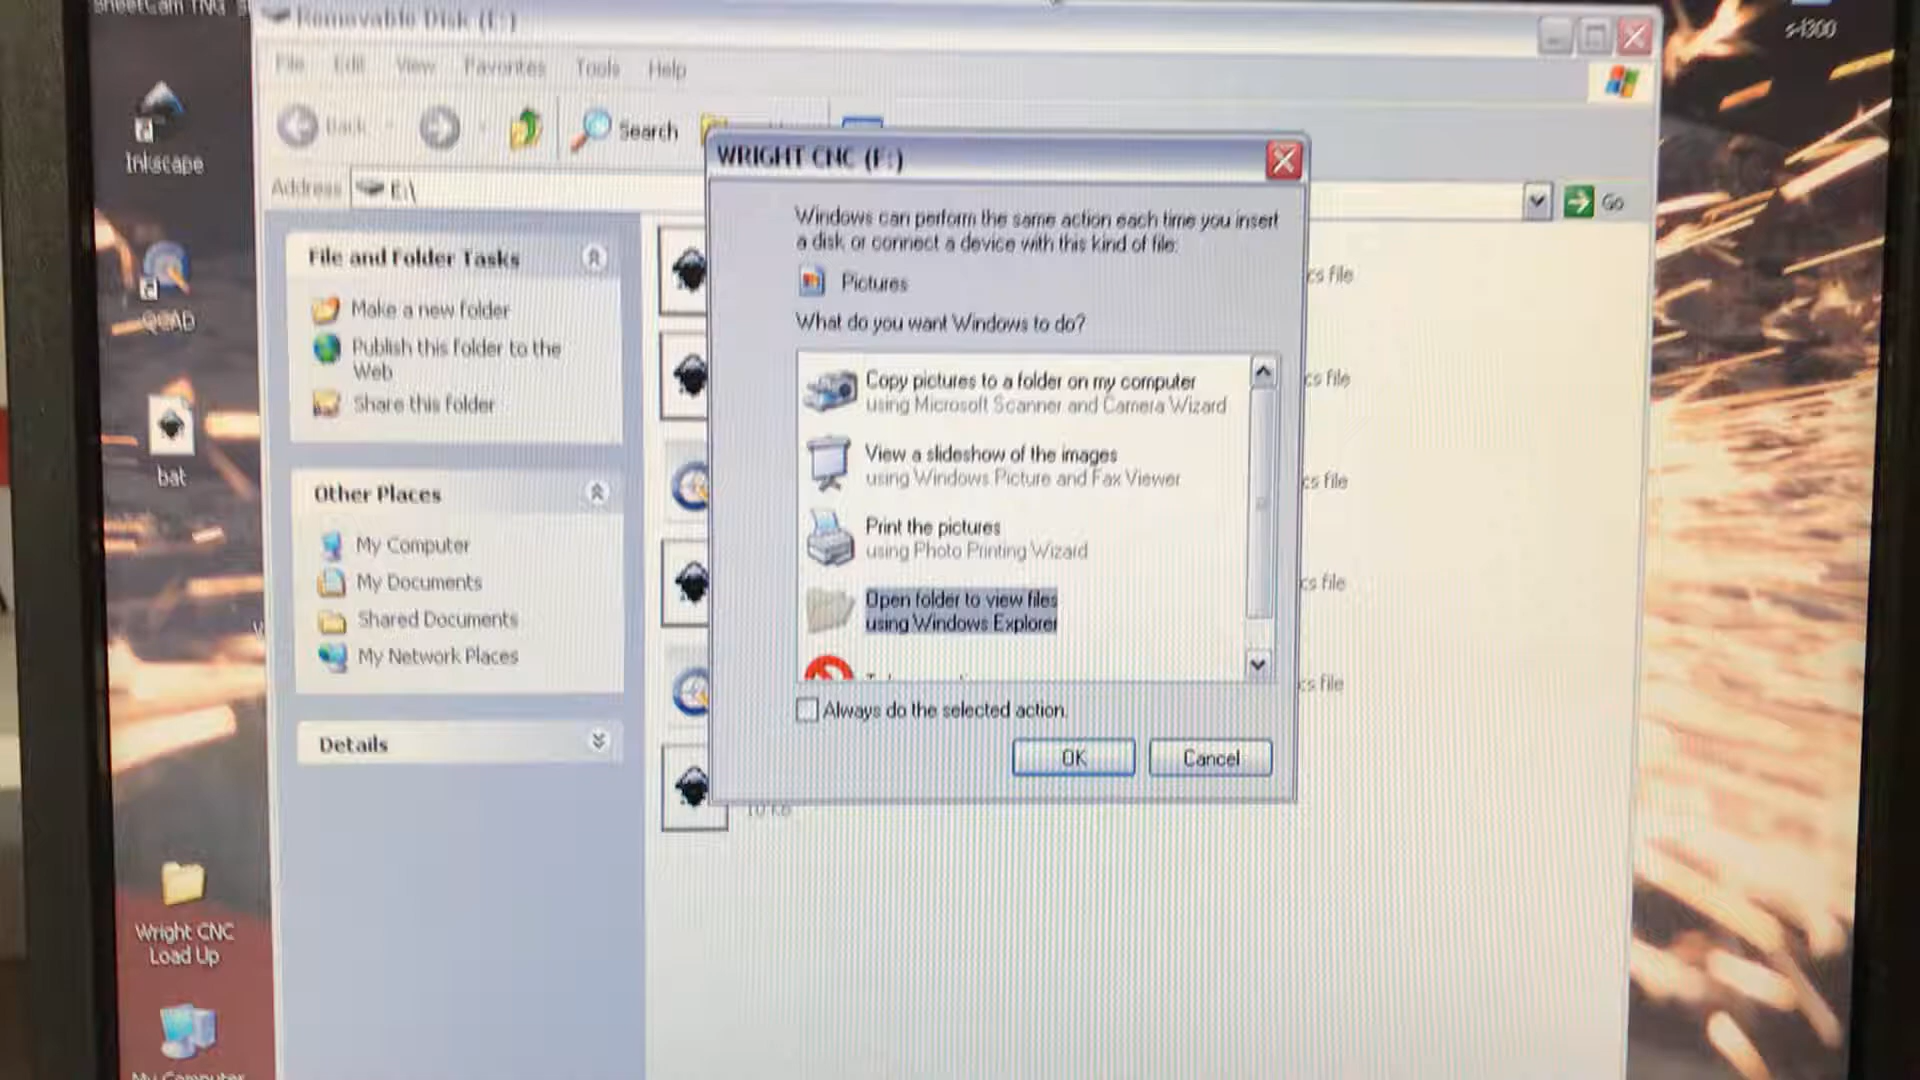 SheetCam TNG
Removable Disk (E:)
s-l300
File Edit View Favorites Tools Help
Back
Search
Inkscape
WRIGHT CNC (F:)
Address
E:\
Go
Windows can perform the same action each time you insert
a disk or connect a device with this kind of file:
Pictures
What do you want Windows to do?
Copy pictures to a folder on my computer
using Microsoft Scanner and Camera Wizard
View a slideshow of the images
using Windows Picture and Fax Viewer
Print the pictures
using Photo Printing Wizard
Open folder to view files
using Windows Explorer
Always do the selected action.
OK
Cancel
File and Folder Tasks
Make a new folder
Publish this folder to the
Web
Share this folder
Other Places
My Computer
My Documents
Shared Documents
My Network Places
Details
QCAD
bat
Wright CNC
Load Up
My Computer
cs file
cs file
cs file
cs file
cs file
10 KB